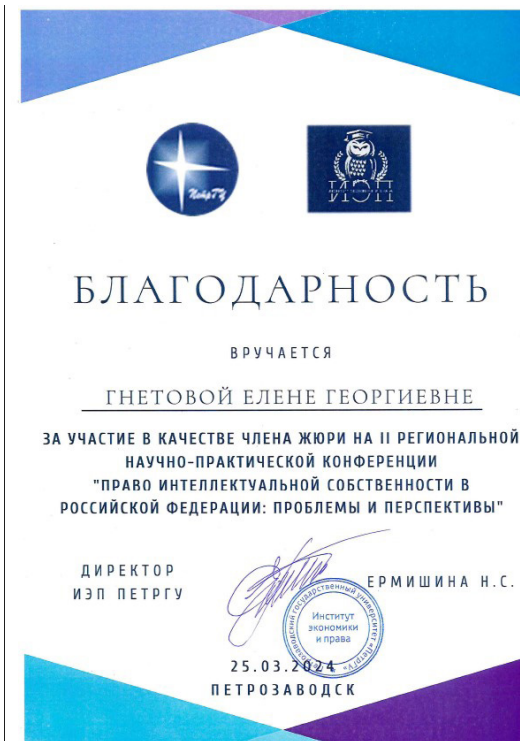 ПетрГУ
ИЭП
БЛАГОДАРНОСТЬ
ВРУЧАЕТСЯ
ГНЕТОВОЙ ЕЛЕНЕ ГЕОРГИЕВНЕ
ЗА УЧАСТИЕ В КАЧЕСТВЕ ЧЛЕНА ЖЮРИ НА II РЕГИОНАЛЬНОЙ
НАУЧНО-ПРАКТИЧЕСКОЙ КОНФЕРЕНЦИИ
"ПРАВО ИНТЕЛЛЕКТУАЛЬНОЙ СОБСТВЕННОСТИ В
РОССИЙСКОЙ ФЕДЕРАЦИИ: ПРОБЛЕМЫ И ПЕРСПЕКТИВЫ"
ДИРЕКТОР
ИЭП ПЕТРГУ
ЕРМИШИНА Н.С.
Институт
экономики
и права
25.03.2024
ПЕТРОЗАВОДСК